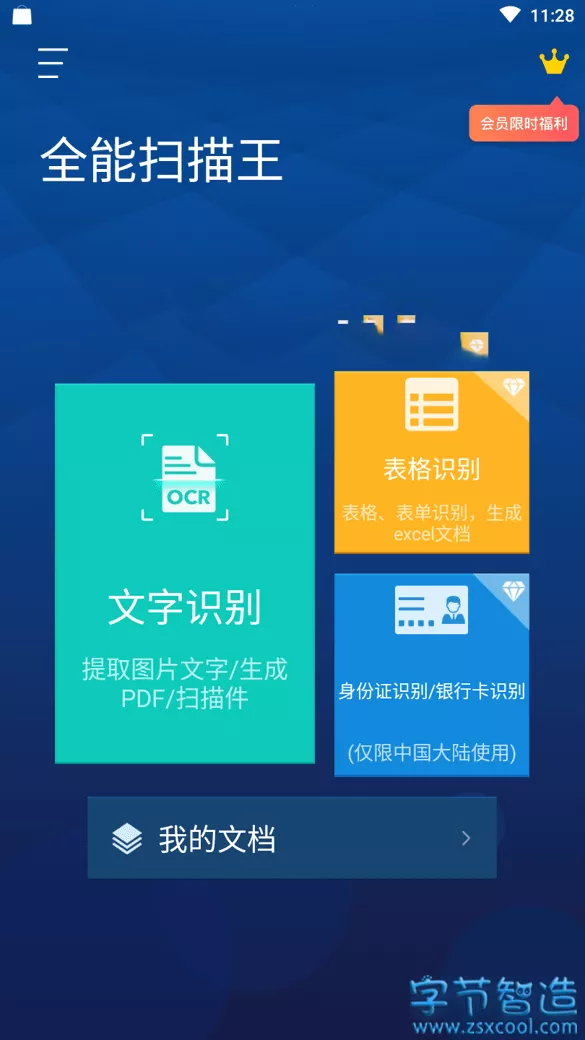 11:28
会员限时福利
全能扫描王
OCR
文字识别
提取图片文字/生成
PDF/扫描件
表格识别
表格、表单识别，生成
excel文档
身份证识别/银行卡识别
(仅限中国大陆使用)
我的文档
字节智造
www.zsxcool.com